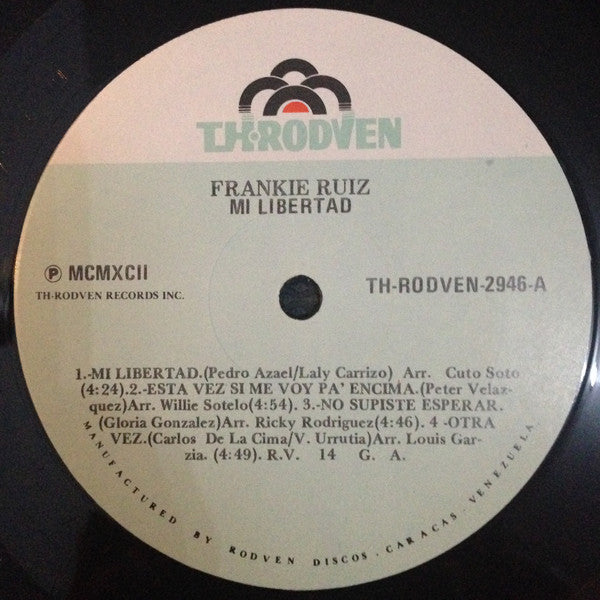 T.H.RODVEN
FRANKIE RUIZ
MI LIBERTAD
Ⓟ MCMXCII
TH-RODVEN RECORDS INC.
TH-RODVEN-2946-A
1.-MI LIBERTAD.(Pedro Azael/Laly Carrizo) Arr. Cuto Soto
(4:24).2.-ESTA VEZ SI ME VOY PA' ENCIMA.(Peter Velaz-
quez)Arr. Willie Sotelo(4:54). 3.-NO SUPISTE ESPERAR.
(Gloria Gonzalez)Arr. Ricky Rodriguez(4:46). 4 -OTRA
VEZ.(Carlos De La Cima/V. Urrutia)Arr. Louis Gar-
zia. (4:49). R.V. 14 G. A.
MANUFACTURED BY RODVEN DISCOS . CARACAS . VENEZUELA